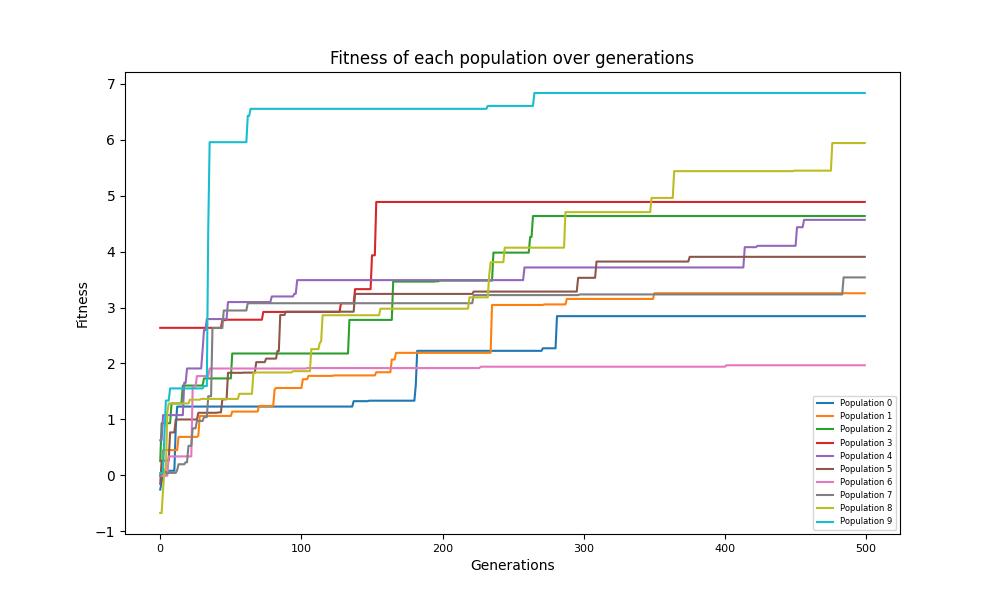 Fitness of each population over generations
Fitness
7
6
5
4
3
2
1
0
−1
0 100 200 300 400 500
Generations
Population 0
Population 1
Population 2
Population 3
Population 4
Population 5
Population 6
Population 7
Population 8
Population 9